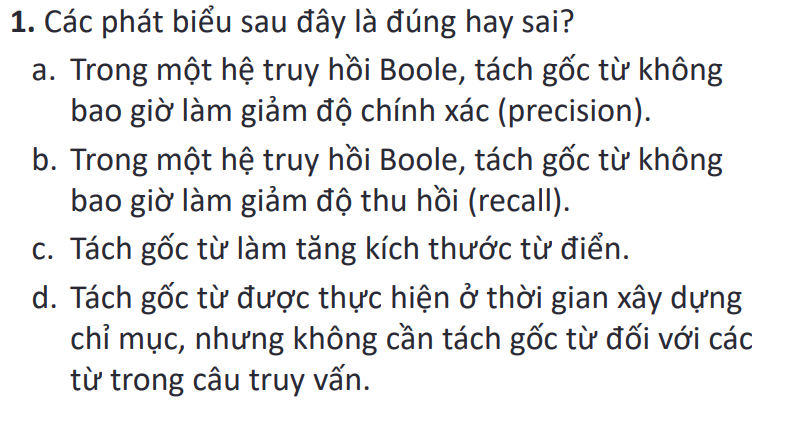 1. Các phát biểu sau đây là đúng hay sai?
a. Trong một hệ truy hồi Boole, tách gốc từ không
bao giờ làm giảm độ chính xác (precision).
b. Trong một hệ truy hồi Boole, tách gốc từ không
bao giờ làm giảm độ thu hồi (recall).
c. Tách gốc từ làm tăng kích thước từ điển.
d. Tách gốc từ được thực hiện ở thời gian xây dựng
chỉ mục, nhưng không cần tách gốc từ đối với các
từ trong câu truy vấn.